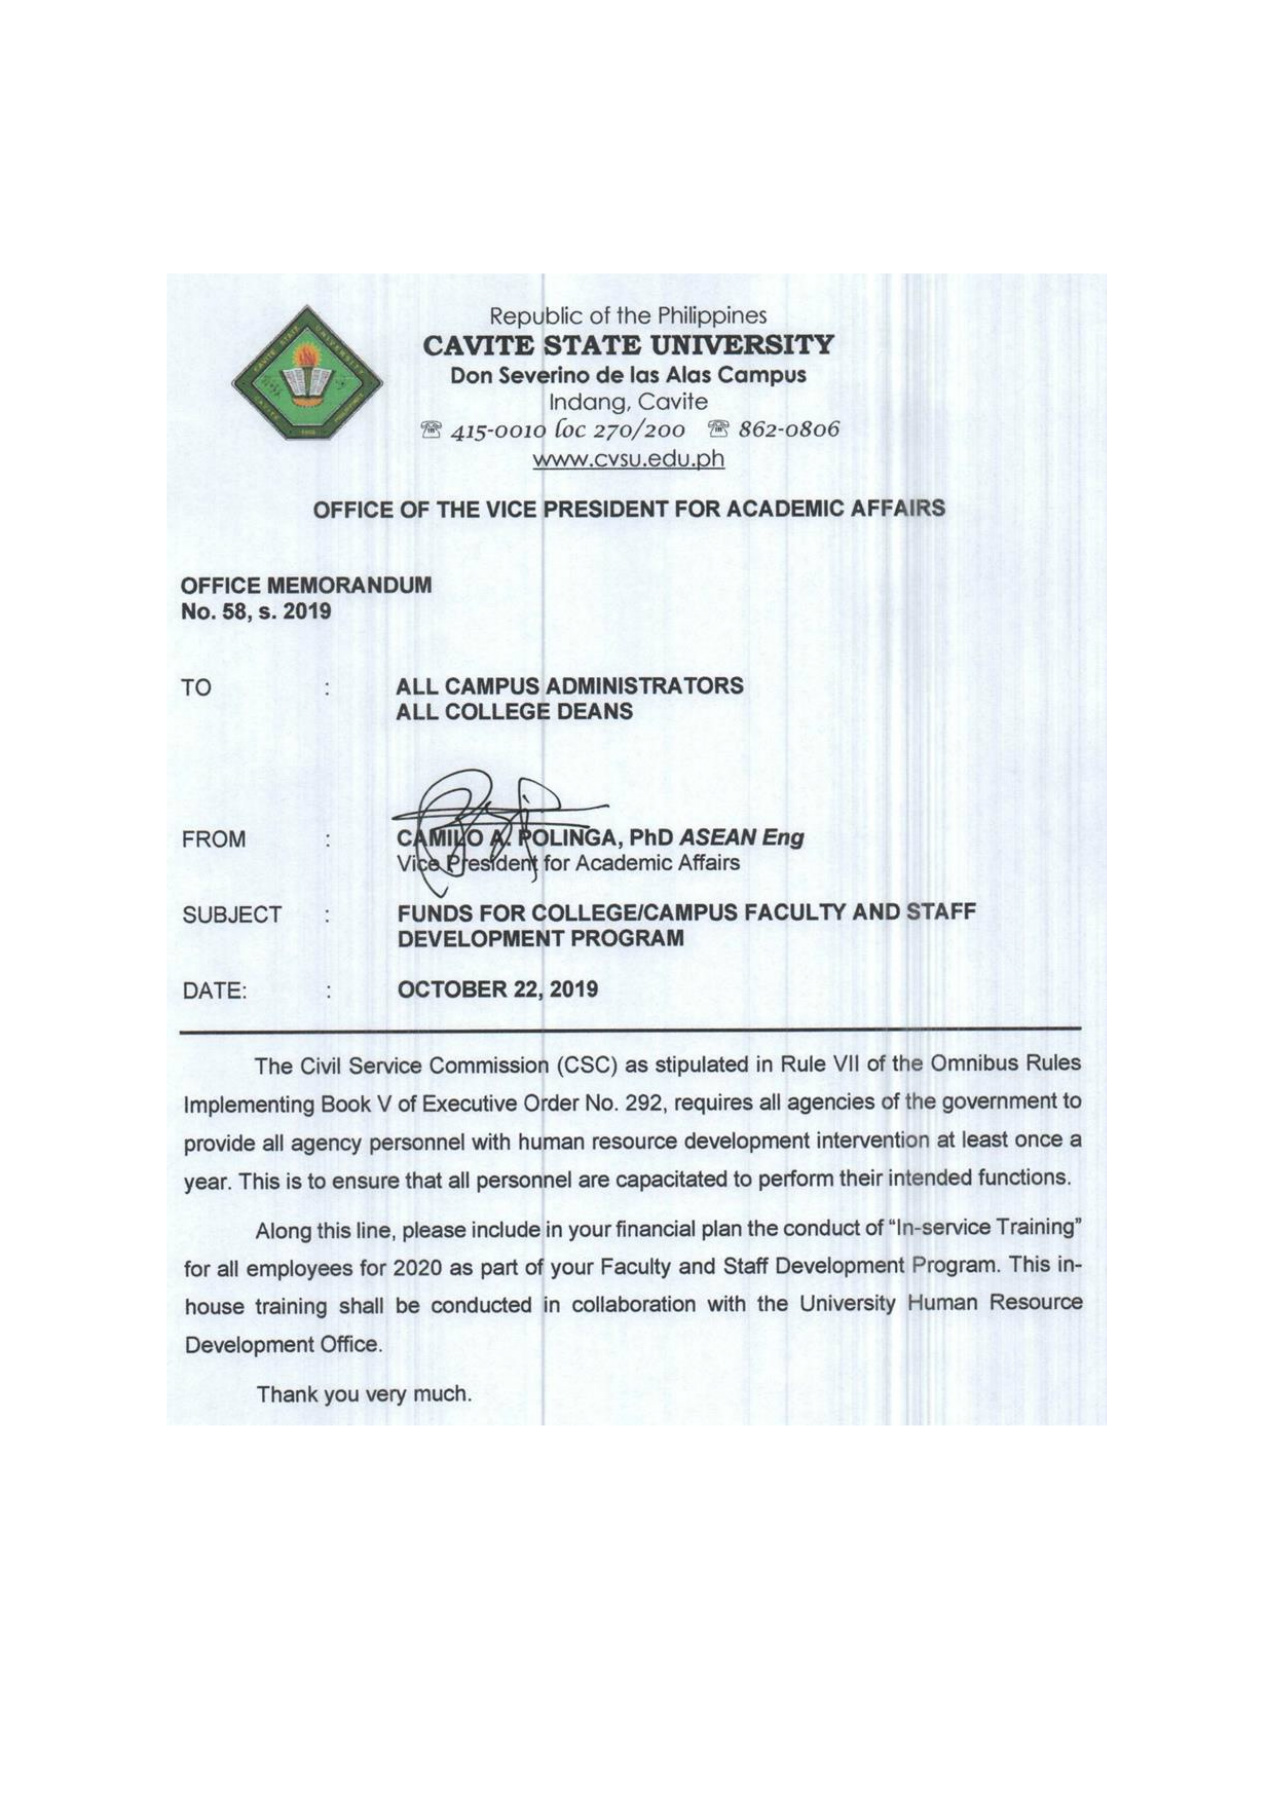 Republic of the Philippines
CAVITE STATE UNIVERSITY
Don Severino de las Alas Campus
Indang, Cavite
☏ 415-0010 loc 270/200 ☏ 862-0806
www.cvsu.edu.ph
CAVITE STATE UNIVERSITY
OFFICE OF THE VICE PRESIDENT FOR ACADEMIC AFFAIRS
OFFICE MEMORANDUM
No. 58, s. 2019
TO : ALL CAMPUS ADMINISTRATORS
ALL COLLEGE DEANS
FROM : CAMILO A. POLINGA, PhD ASEAN Eng
Vice President for Academic Affairs
SUBJECT : FUNDS FOR COLLEGE/CAMPUS FACULTY AND STAFF
DEVELOPMENT PROGRAM
DATE: : OCTOBER 22, 2019
The Civil Service Commission (CSC) as stipulated in Rule VII of the Omnibus Rules
Implementing Book V of Executive Order No. 292, requires all agencies of the government to
provide all agency personnel with human resource development intervention at least once a
year. This is to ensure that all personnel are capacitated to perform their intended functions.
Along this line, please include in your financial plan the conduct of “In-service Training”
for all employees for 2020 as part of your Faculty and Staff Development Program. This in-
house training shall be conducted in collaboration with the University Human Resource
Development Office.
Thank you very much.